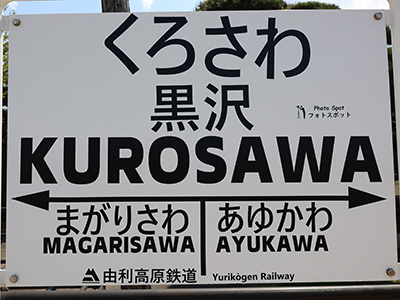 くろさわ
黒沢
Photo Spot
フォトスポット
KUROSAWA
まがりさわ あゆかわ
MAGARISAWA AYUKAWA
由利高原鉄道 Yurikōgen Railway